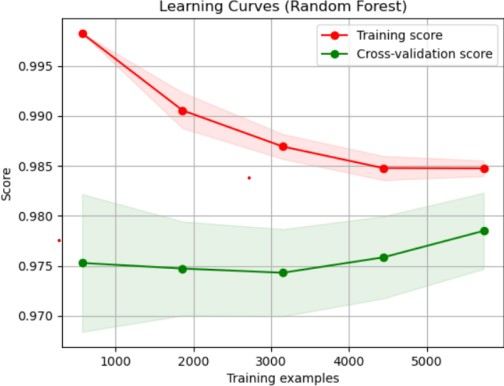 Learning Curves (Random Forest)
Training score
Cross-validation score
0.995
0.990
0.985
0.980
0.975
0.970
Score
1000
2000
3000
4000
5000
Training examples